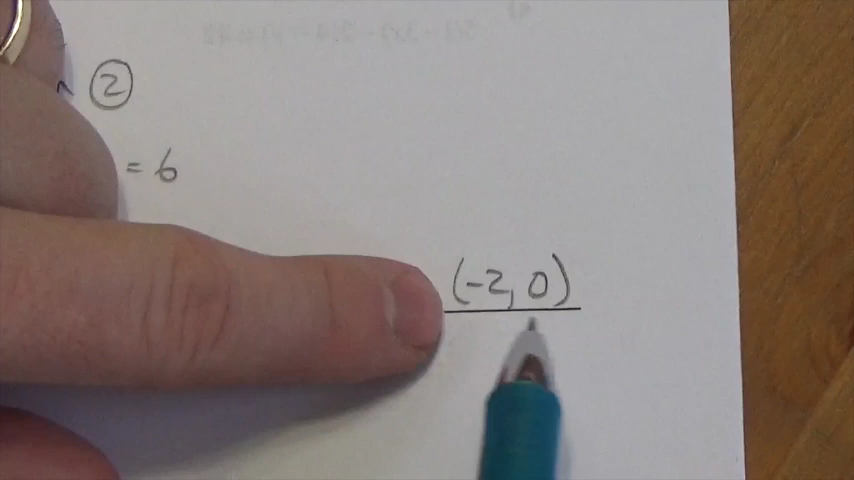 ②
= 6
(-2, 0)